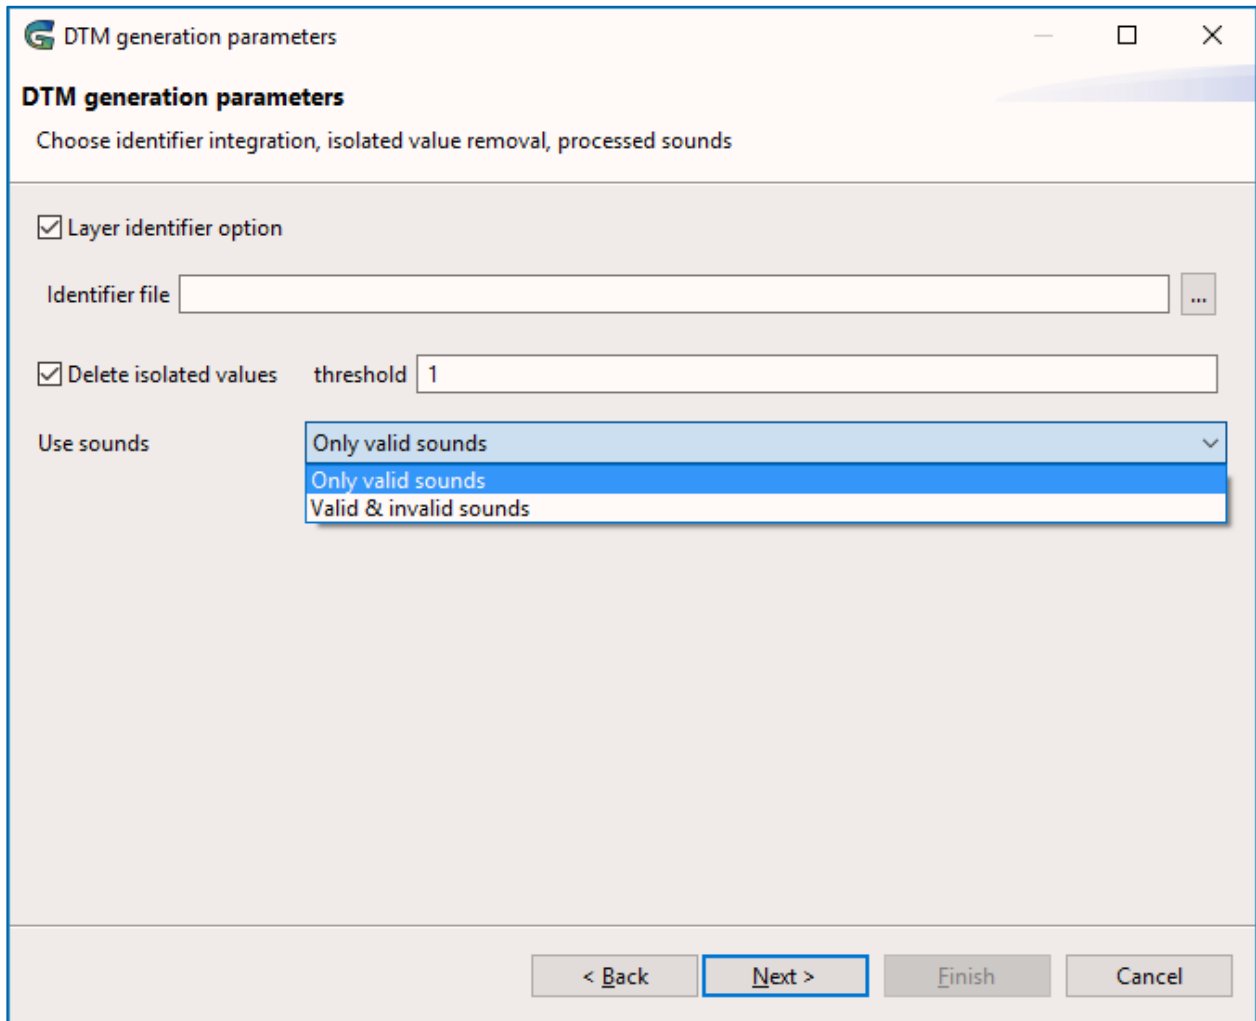 DTM generation parameters
DTM generation parameters
Choose identifier integration, isolated value removal, processed sounds
Layer identifier option
Identifier file ...
Delete isolated values threshold 1
Use sounds Only valid sounds
Only valid sounds
Valid & invalid sounds
< Back Next > Finish Cancel